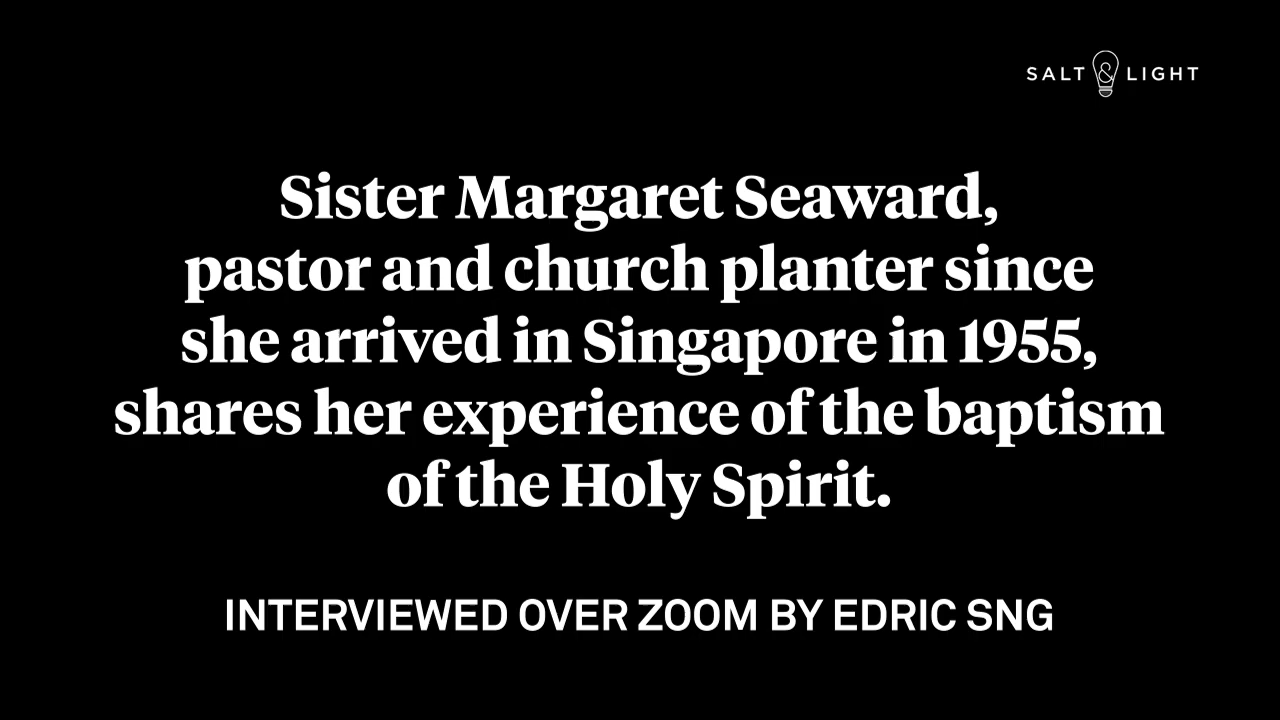 SALT & LIGHT
Sister Margaret Seaward,
pastor and church planter since
she arrived in Singapore in 1955,
shares her experience of the baptism
of the Holy Spirit.
INTERVIEWED OVER ZOOM BY EDRIC SNG